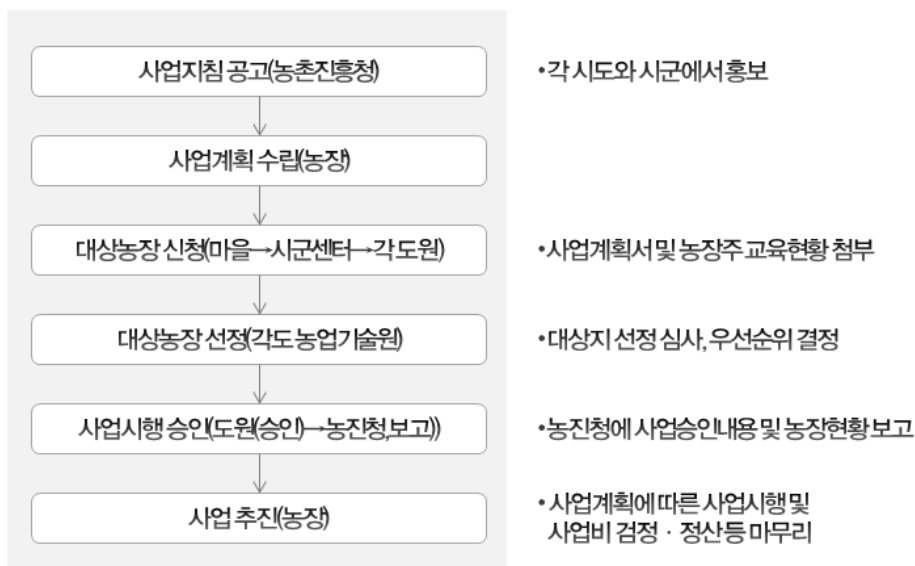 사업지침 공고(농촌진흥청)
• 각 시도와 시군에서 홍보
사업계획 수립(농장)
대상농장 신청(마을→시군센터→각 도원)
• 사업계획서 및 농장주 교육현황 첨부
대상농장 선정(각도 농업기술원)
• 대상지 선정 심사, 우선순위 결정
사업시행 승인(도원(승인)→농진청,보고))
• 농진청에 사업승인내용 및 농장현황 보고
사업 추진(농장)
• 사업계획에 따른 사업시행 및
사업비 검정 · 정산 등 마무리